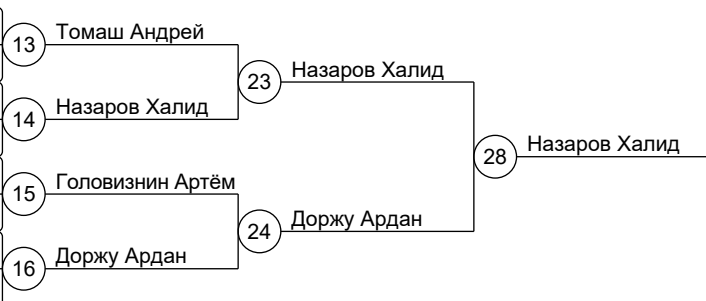 13 Томаш Андрей
23 Назаров Халид
14 Назаров Халид
28 Назаров Халид
15 Головизнин Артём
24 Доржу Ардан
16 Доржу Ардан